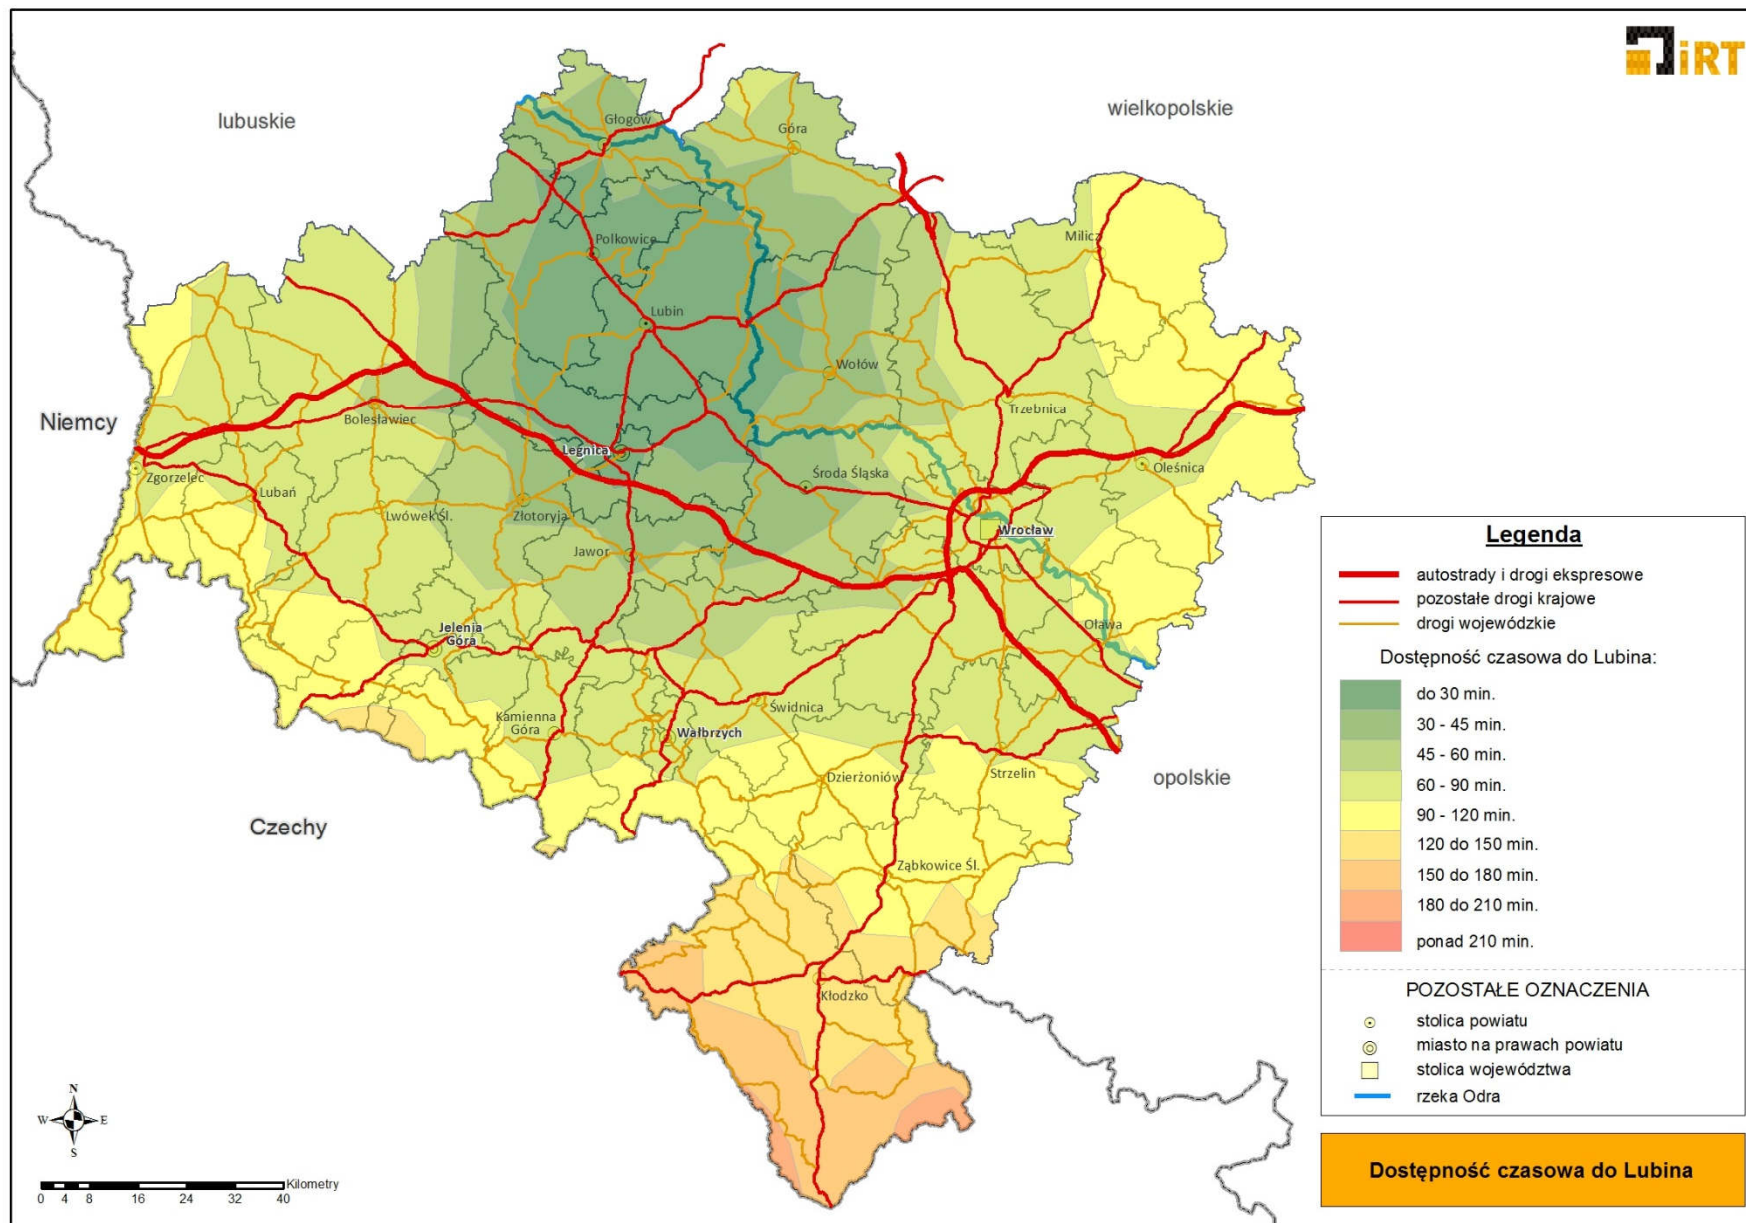 iRT
lubuskie
wielkopolskie
Głogów
Góra
Polkowice
Milicz
Lubin
Wołów
Trzebnica
Niemcy
Bolesławiec
Legnica
Środa Śląska
Oleśnica
Zgorzelec
Lubań
Lwówek Śl.
Złotoryja
Wrocław
Jawor
Jelenia
Góra
Oława
Kamienna
Góra
Świdnica
Wałbrzych
Dzierżoniów
Strzelin
opolskie
Czechy
Ząbkowice Śl.
Kłodzko
Legenda
autostrady i drogi ekspresowe
pozostałe drogi krajowe
drogi wojewódzkie
Dostępność czasowa do Lubina:
do 30 min.
30 - 45 min.
45 - 60 min.
60 - 90 min.
90 - 120 min.
120 do 150 min.
150 do 180 min.
180 do 210 min.
ponad 210 min.
POZOSTAŁE OZNACZENIA
stolica powiatu
miasto na prawach powiatu
stolica województwa
rzeka Odra
Dostępność czasowa do Lubina
N
W E
S
Kilometry
0 4 8 16 24 32 40